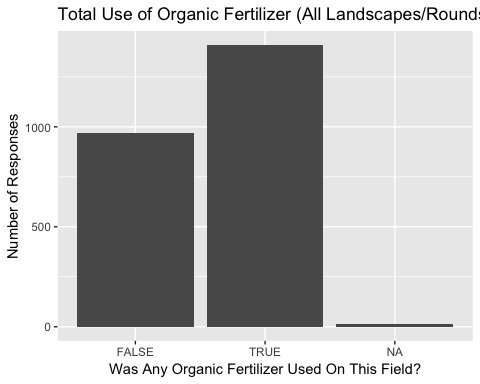 Total Use of Organic Fertilizer (All Landscapes/Rounds
Number of Responses
1000
500
0
FALSE TRUE NA
Was Any Organic Fertilizer Used On This Field?